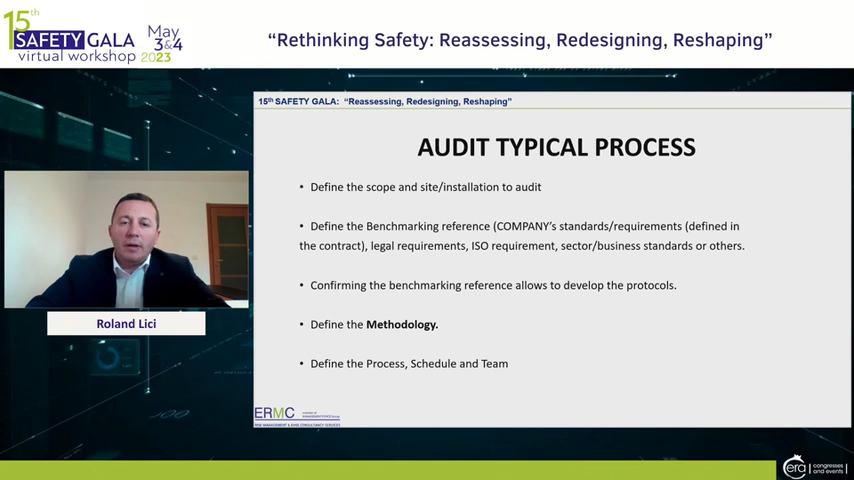 15th
SAFETY GALA
virtual workshop
May
3&4
2023
“Rethinking Safety: Reassessing, Redesigning, Reshaping”
15th SAFETY GALA: “Reassessing, Redesigning, Reshaping”
AUDIT TYPICAL PROCESS
• Define the scope and site/installation to audit
• Define the Benchmarking reference (COMPANY’s standards/requirements (defined in
the contract), legal requirements, ISO requirement, sector/business standards or others.
• Confirming the benchmarking reference allows to develop the protocols.
• Define the Methodology.
• Define the Process, Schedule and Team
Roland Lici
ERMC
RISK MANAGEMENT & HSSE CONSULTANCY SERVICES
era
congresses
and events